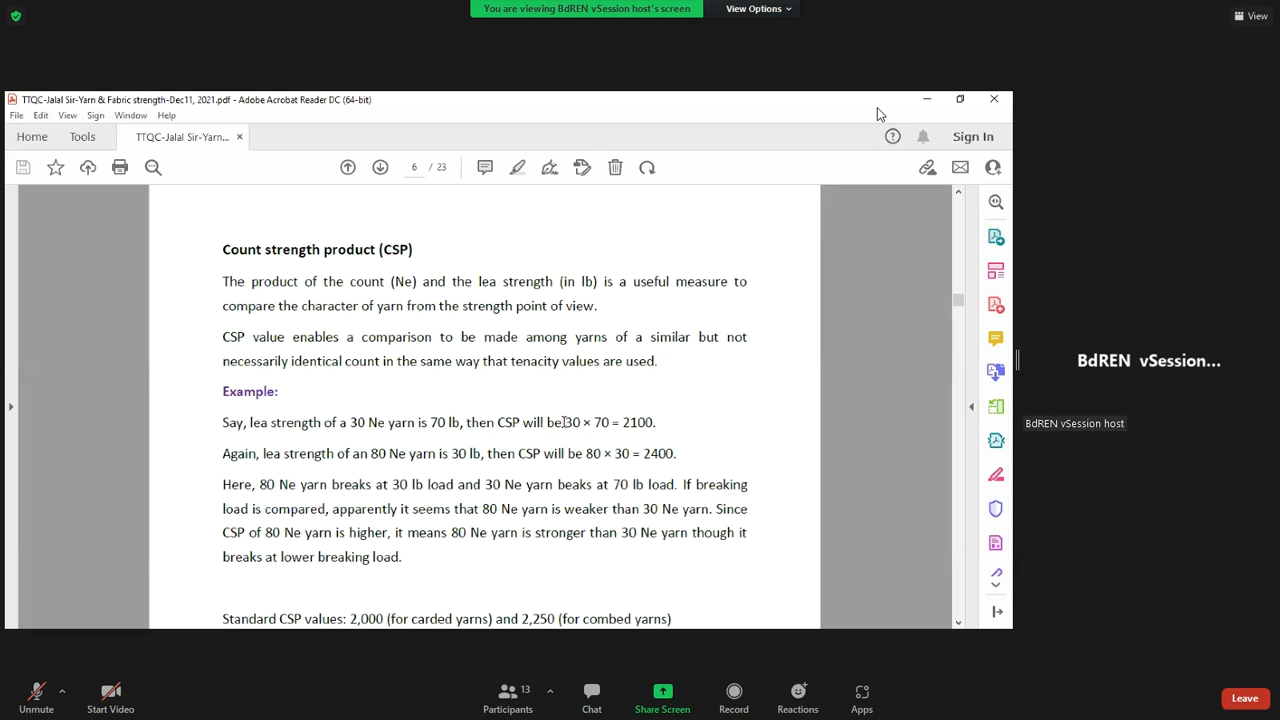 You are viewing BdREN vSession host's screen
View Options
View
TTQC-Jalal Sir-Yarn & Fabric strength-Dec11, 2021.pdf - Adobe Acrobat Reader DC (64-bit)
File Edit View Sign Window Help
Home Tools TTQC-Jalal Sir-Yarn... × Sign In
6 / 23
Count strength product (CSP)
The product of the count (Ne) and the lea strength (in lb) is a useful measure to
compare the character of yarn from the strength point of view.
CSP value enables a comparison to be made among yarns of a similar but not
necessarily identical count in the same way that tenacity values are used.
Example:
Say, lea strength of a 30 Ne yarn is 70 lb, then CSP will be 30 × 70 = 2100.
Again, lea strength of an 80 Ne yarn is 30 lb, then CSP will be 80 × 30 = 2400.
Here, 80 Ne yarn breaks at 30 lb load and 30 Ne yarn beaks at 70 lb load. If breaking
load is compared, apparently it seems that 80 Ne yarn is weaker than 30 Ne yarn. Since
CSP of 80 Ne yarn is higher, it means 80 Ne yarn is stronger than 30 Ne yarn though it
breaks at lower breaking load.
Standard CSP values: 2,000 (for carded yarns) and 2,250 (for combed yarns)
BdREN vSession...
BdREN vSession host
Unmute
Start Video
13
Participants
Chat
Share Screen
Record
Reactions
Apps
Leave